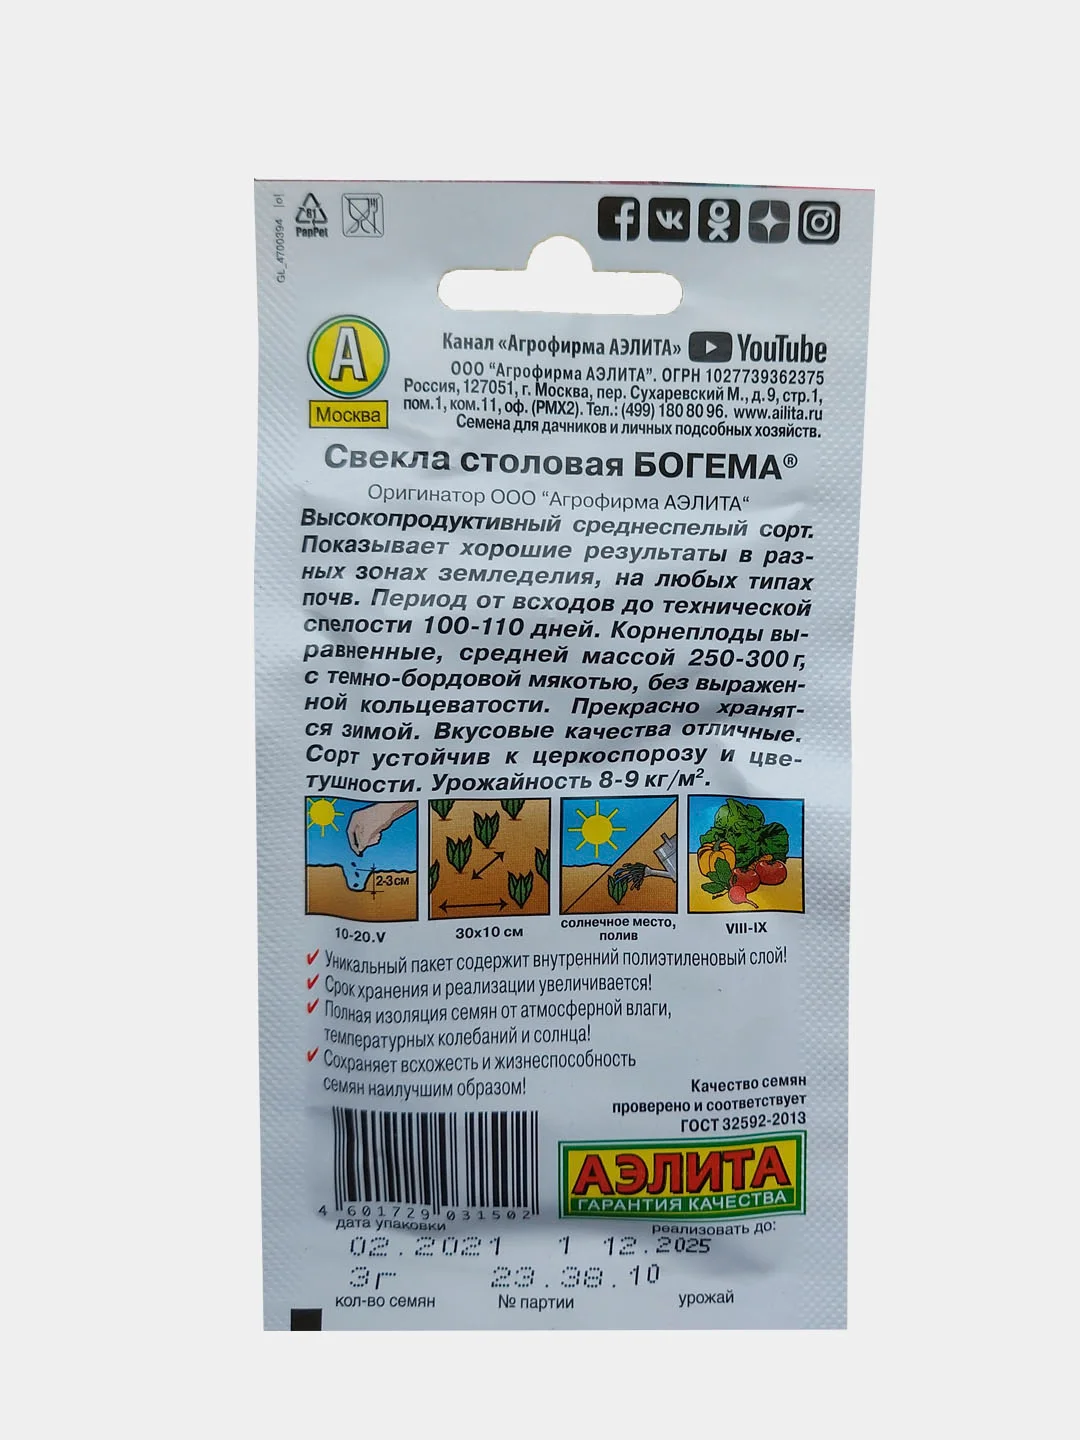 GL_4700394
81
PapPet
А
Москва
Канал «Агрофирма АЭЛИТА» YouTube
ООО “Агрофирма АЭЛИТА”. ОГРН 1027739362375
Россия, 127051, г. Москва, пер. Сухаревский М., д.9, стр.1,
пом.1, ком.11, оф. (РМХ2). Тел.: (499) 180 80 96. www.ailita.ru
Семена для дачников и личных подсобных хозяйств.
Свекла столовая БОГЕМА®
Оригинатор ООО “Агрофирма АЭЛИТА“
Высокопродуктивный среднеспелый сорт.
Показывает хорошие результаты в раз-
ных зонах земледелия, на любых типах
почв. Период от всходов до технической
спелости 100-110 дней. Корнеплоды вы-
равненные, средней массой 250-300 г,
с темно-бордовой мякотью, без выражен-
ной кольцеватости. Прекрасно хранят-
ся зимой. Вкусовые качества отличные.
Сорт устойчив к церкоспорозу и цве-
тушности. Урожайность 8-9 кг/м².
2-3 см
10-20.V
30х10 см
солнечное место,
полив
VIII-IX
Уникальный пакет содержит внутренний полиэтиленовый слой!
Срок хранения и реализации увеличивается!
Полная изоляция семян от атмосферной влаги,
температурных колебаний и солнца!
Сохраняет всхожесть и жизнеспособность
семян наилучшим образом!
Качество семян
проверено и соответствует
ГОСТ 32592-2013
АЭЛИТА
ГАРАНТИЯ КАЧЕСТВА
4 601729 031502
дата упаковки
реализовать до:
02.2021 1 12.2025
3г 23.38.10
кол-во семян
№ партии
урожай